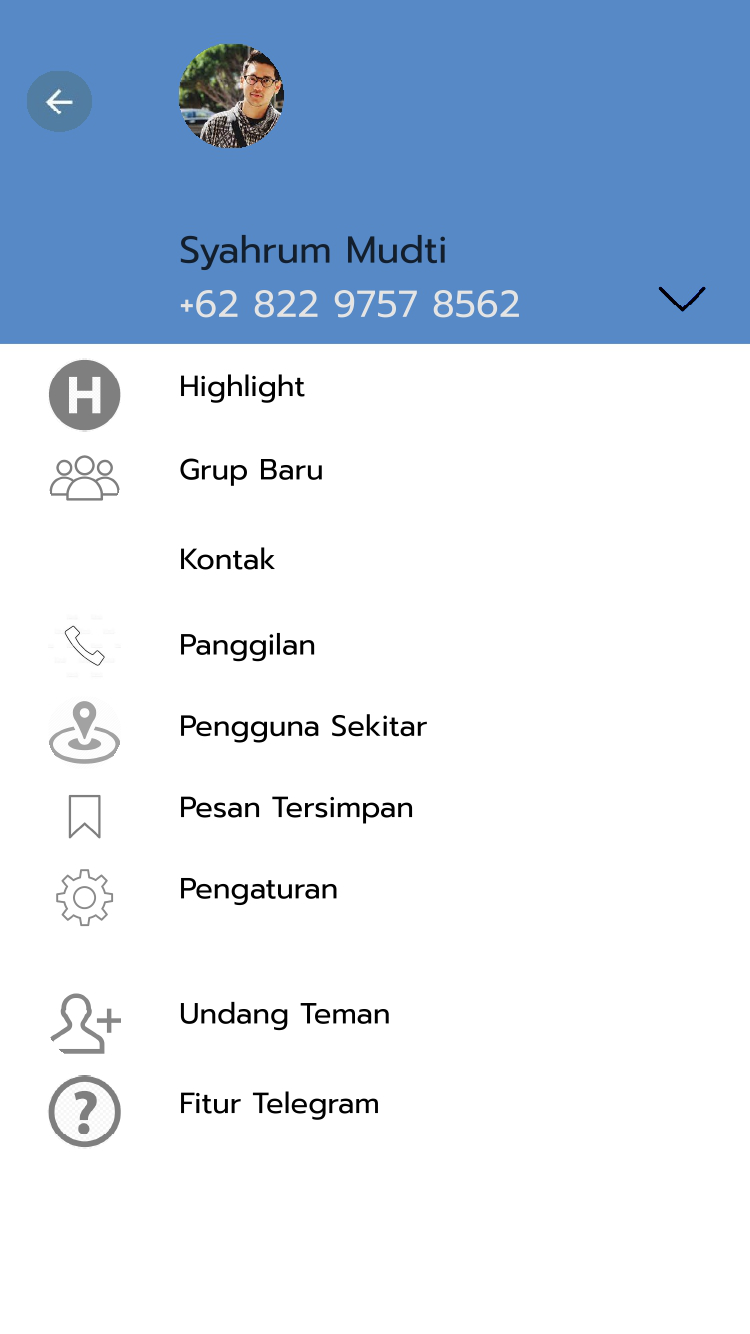 Syahrum Mudti
+62 822 9757 8562
H Highlight
Grup Baru
Kontak
Panggilan
Pengguna Sekitar
Pesan Tersimpan
Pengaturan
Undang Teman
? Fitur Telegram